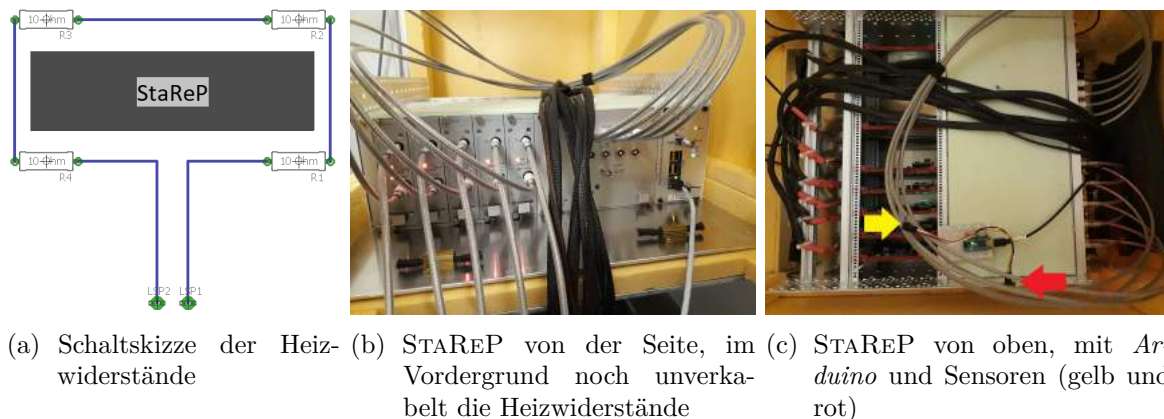 10-Ohm
10-Ohm
R3
R2
StaReP
10-Ohm
10-Ohm
R4
R1
LSP2
LSP1
(a) Schaltskizze der Heiz-
widerstände
(b) STAREP von der Seite, im
Vordergrund noch unverka-
belt die Heizwiderstände
(c) STAREP von oben, mit Ar-
duino und Sensoren (gelb und
rot)